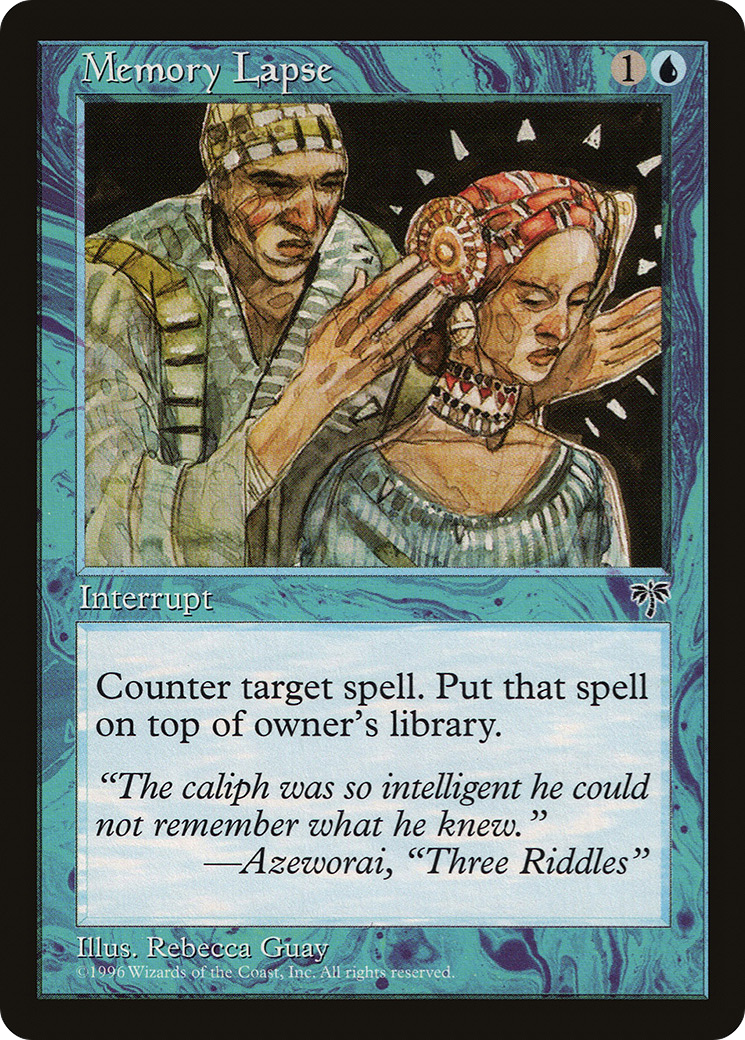 Memory Lapse 1
Interrupt
Counter target spell. Put that spell
on top of owner's library.
“The caliph was so intelligent he could
not remember what he knew.”
—Azeworai, “Three Riddles”
Illus. Rebecca Guay
©1996 Wizards of the Coast, Inc. All rights reserved.